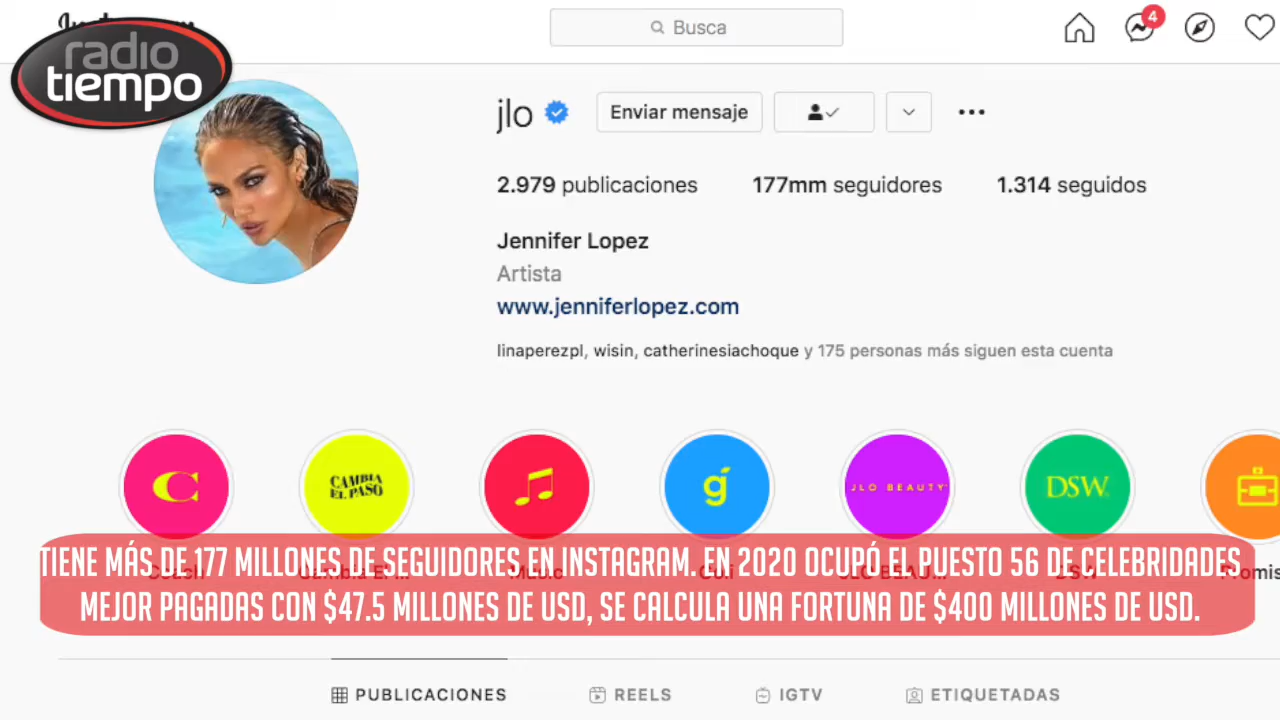 radio
tiempo
Busca
4
jlo
Enviar mensaje
2.979 publicaciones
177mm seguidores
1.314 seguidos
Jennifer Lopez
Artista
www.jenniferlopez.com
linaperezpl, wisin, catherinesiachoque y 175 personas más siguen esta cuenta
C
CAMBIA
EL PASO
ǵ
JLO BEAUTY
DSW
TIENE MÁS DE 177 MILLONES DE SEGUIDORES EN INSTAGRAM. EN 2020 OCUPÓ EL PUESTO 56 DE CELEBRIDADES
MEJOR PAGADAS CON $47.5 MILLONES DE USD, SE CALCULA UNA FORTUNA DE $400 MILLONES DE USD.
PUBLICACIONES
REELS
IGTV
ETIQUETADAS